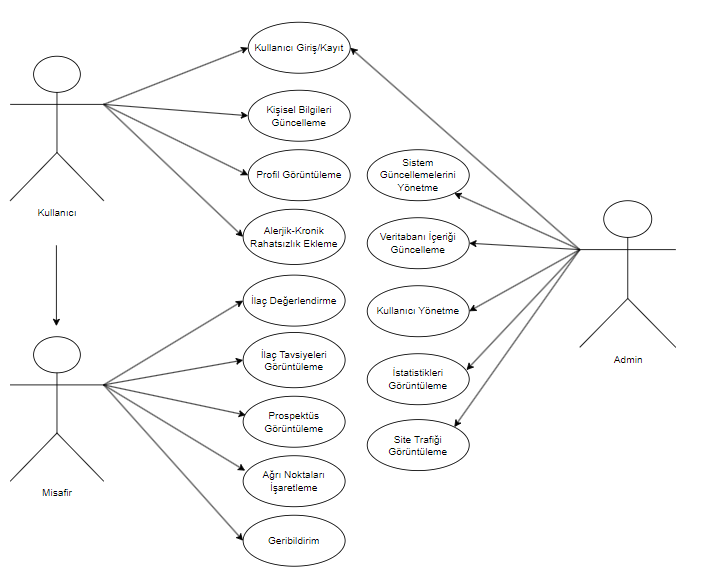 Kullanıcı Giriş/Kayıt
Kişisel Bilgileri
Güncelleme
Profil Görüntüleme
Alerjik-Kronik
Rahatsızlık Ekleme
Kullanıcı
Sistem
Güncellemelerini
Yönetme
Veritabanı İçeriği
Güncelleme
Kullanıcı Yönetme
İstatistikleri
Görüntüleme
Site Trafiği
Görüntüleme
Admin
İlaç Değerlendirme
İlaç Tavsiyeleri
Görüntüleme
Prospektüs
Görüntüleme
Ağrı Noktaları
İşaretleme
Geribildirim
Misafir